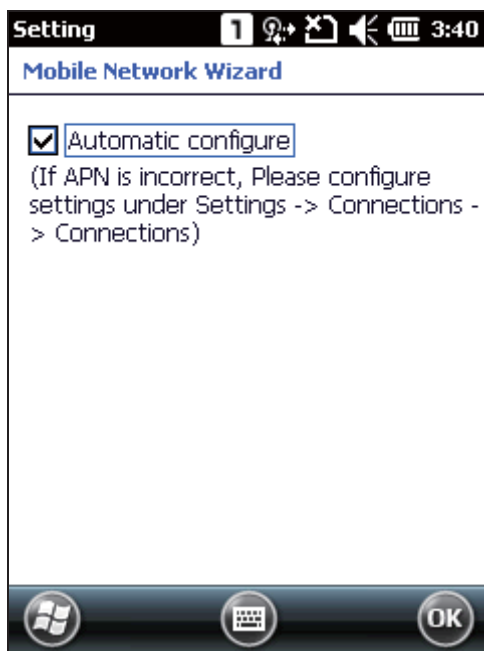 Setting 1 3:40
Mobile Network Wizard
Automatic configure
(If APN is incorrect, Please configure
settings under Settings -> Connections -
> Connections)
OK